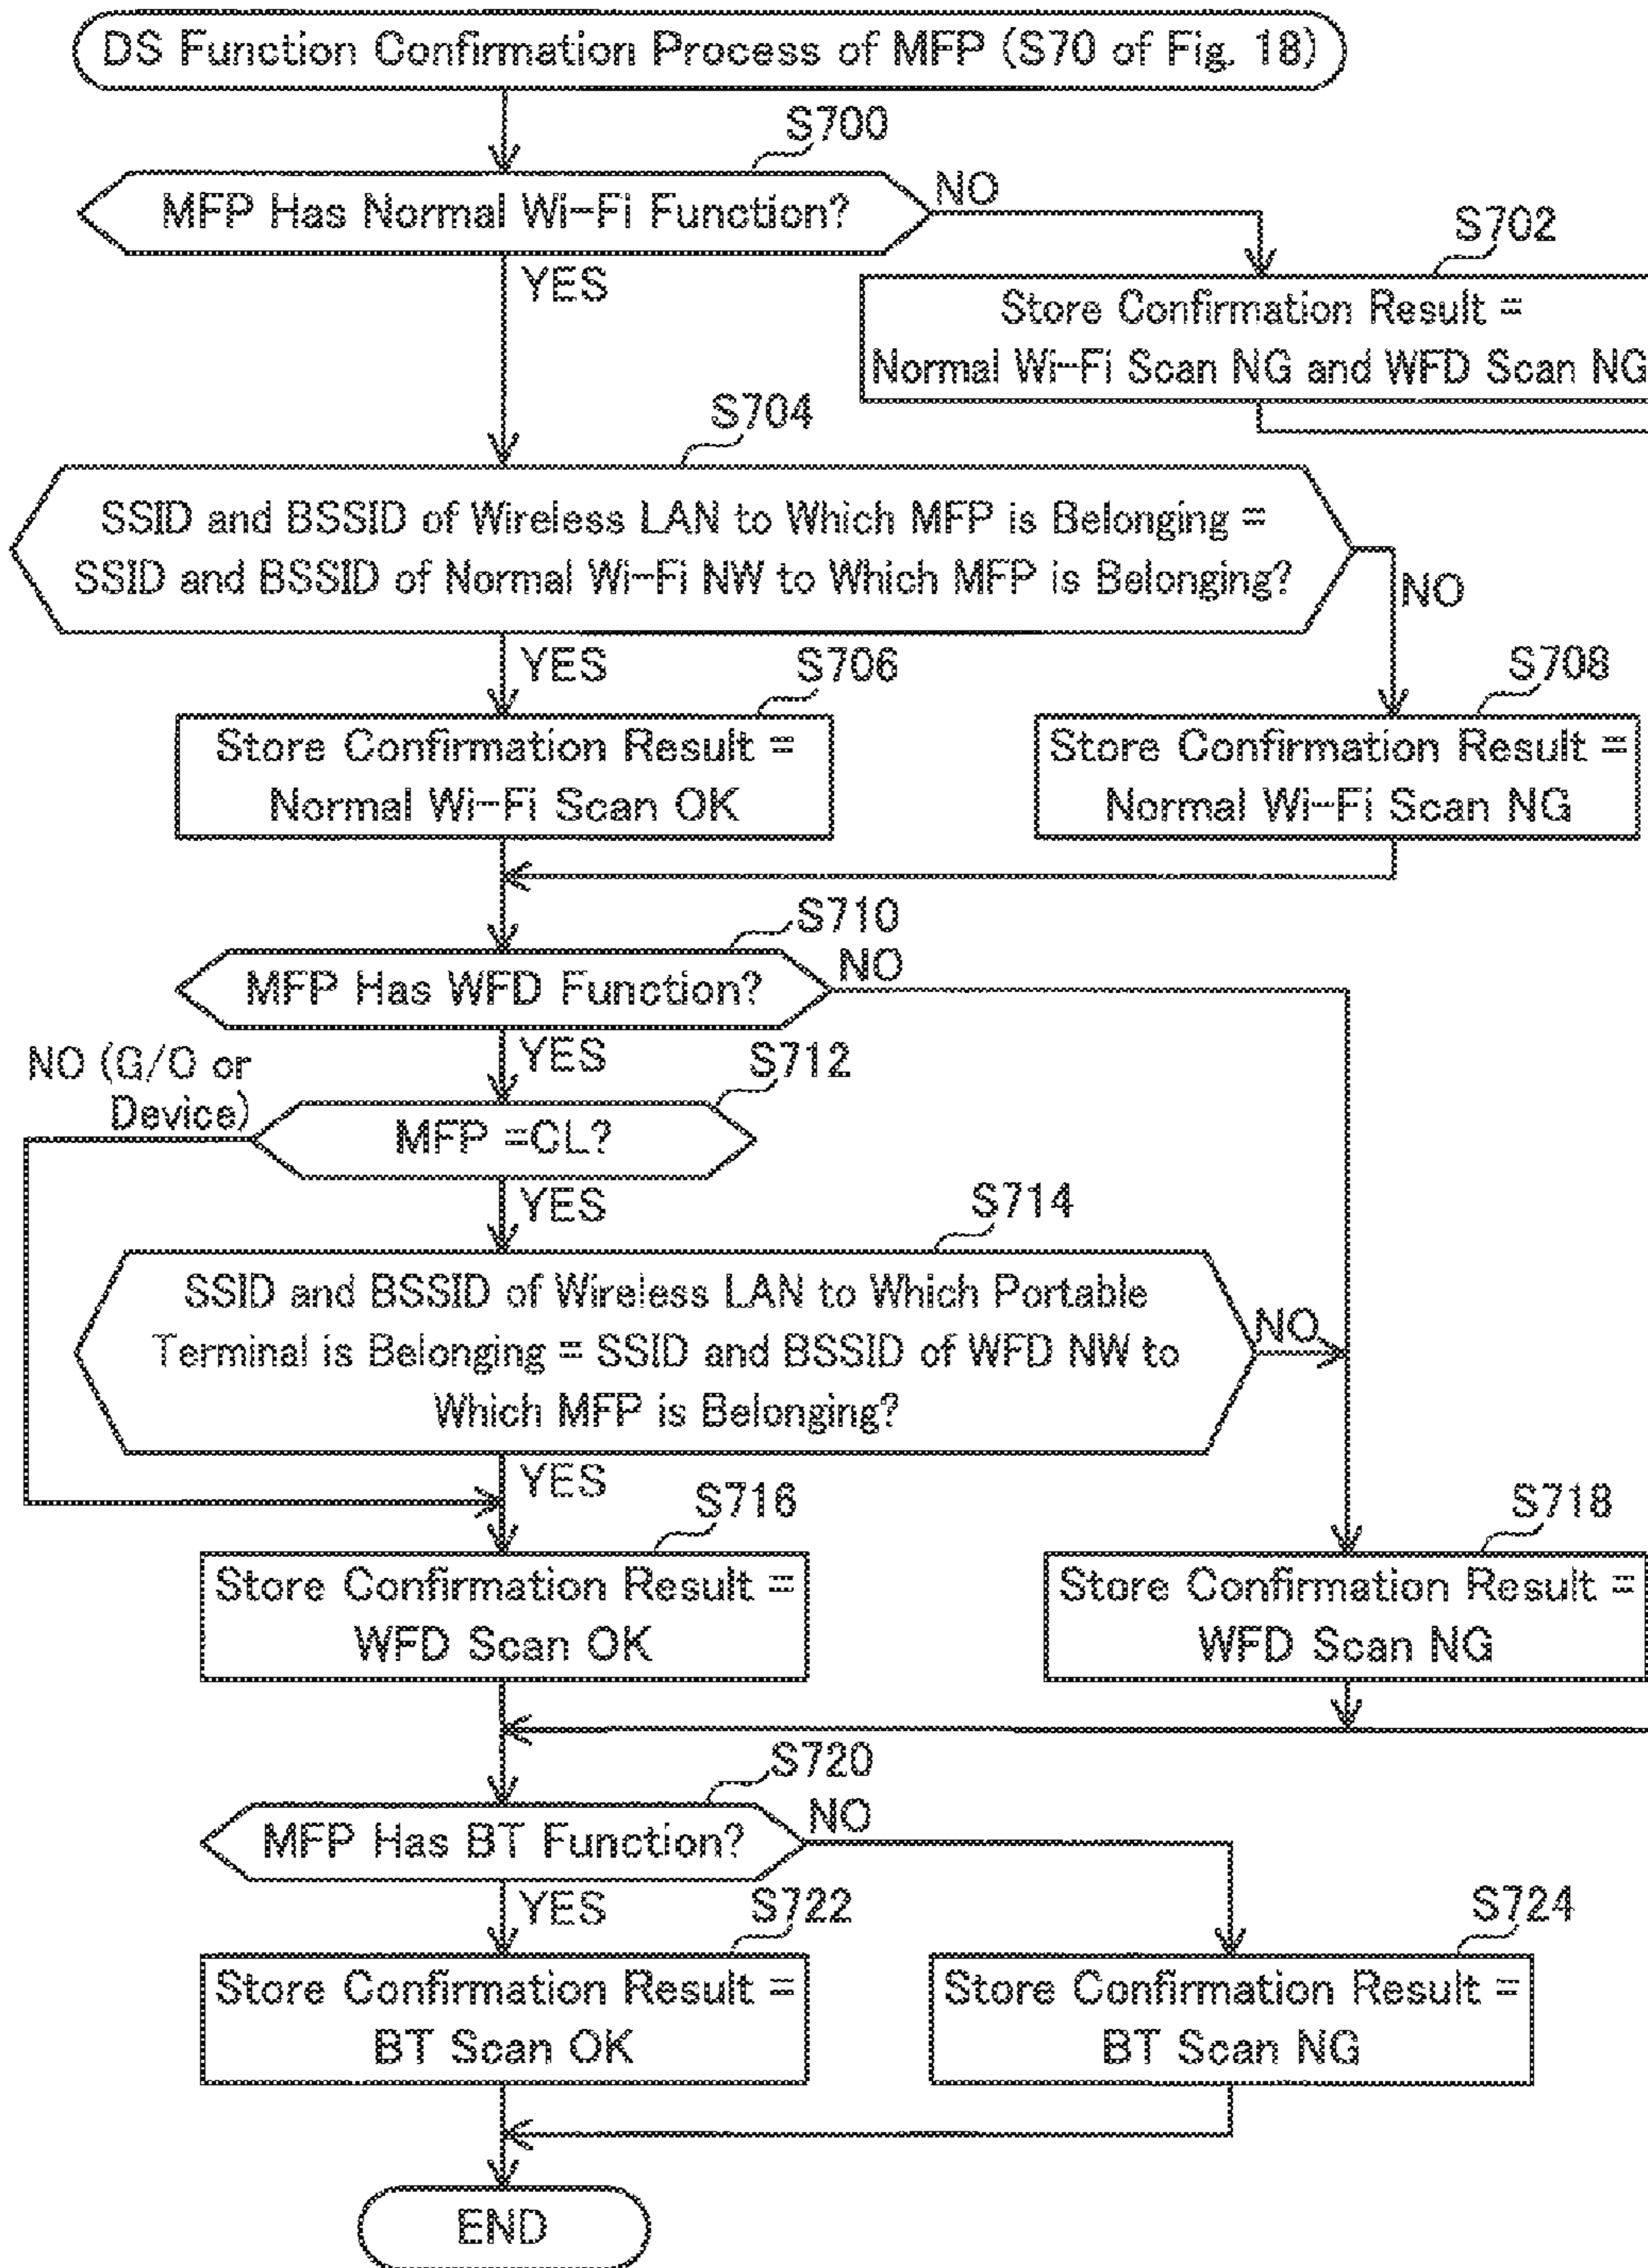 DS Function Confirmation Process of MFP (S70 of Fig. 18)
S700
MFP Has Normal Wi-Fi Function?
NO
YES
S702
Store Confirmation Result =
Normal Wi-Fi Scan NG and WFD Scan NG
S704
SSID and BSSID of Wireless LAN to Which MFP is Belonging =
SSID and BSSID of Normal Wi-Fi NW to Which MFP is Belonging?
NO
YES
S706
Store Confirmation Result =
Normal Wi-Fi Scan OK
S708
Store Confirmation Result =
Normal Wi-Fi Scan NG
S710
MFP Has WFD Function?
NO
YES
S712
NO (G/O or
Device)
MFP =CL?
YES
S714
SSID and BSSID of Wireless LAN to Which Portable
Terminal is Belonging = SSID and BSSID of WFD NW to
Which MFP is Belonging?
NO
YES
S716
Store Confirmation Result =
WFD Scan OK
S718
Store Confirmation Result =
WFD Scan NG
S720
MFP Has BT Function?
NO
YES
S722
Store Confirmation Result =
BT Scan OK
S724
Store Confirmation Result =
BT Scan NG
END